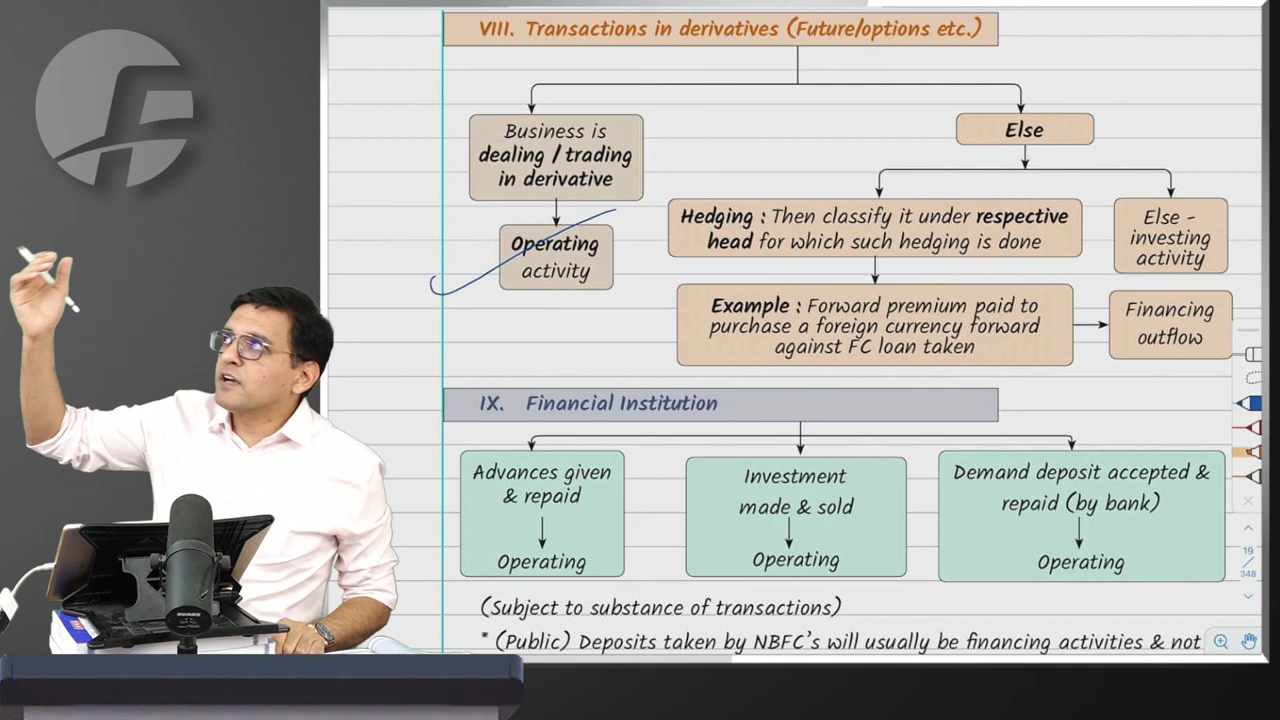 VIII. Transactions in derivatives (Future/options etc.)
Business is
dealing / trading
in derivative
Operating
activity
Else
Hedging : Then classify it under respective
head for which such hedging is done
Else -
investing
activity
Example : Forward premium paid to
purchase a foreign currency forward
against FC loan taken
Financing
outflow
IX. Financial Institution
Advances given
& repaid
Operating
Investment
made & sold
Operating
Demand deposit accepted &
repaid (by bank)
Operating
(Subject to substance of transactions)
* (Public) Deposits taken by NBFC's will usually be financing activities & not
19
348